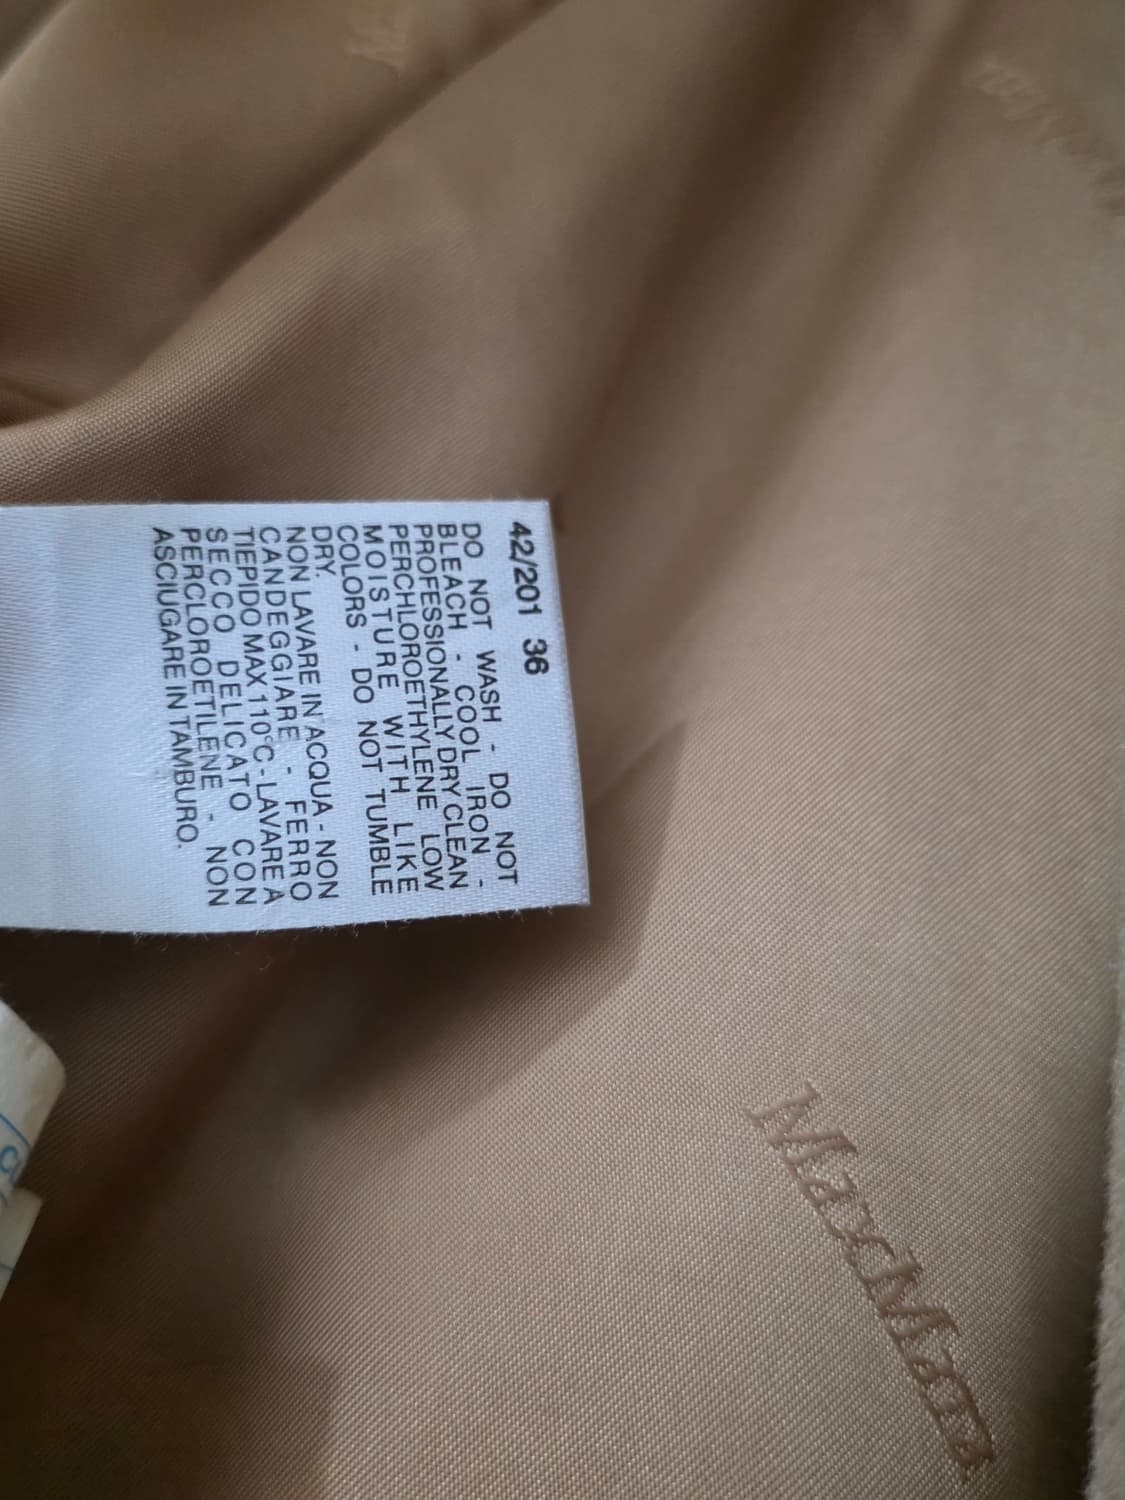 42/201 36
DO NOT WASH - DO NOT
BLEACH - COOL IRON -
PROFESSIONALLY DRY CLEAN
PERCHLOROETHYLENE LOW
MOISTURE WITH LIKE
COLORS - DO NOT TUMBLE
DRY.
NON LAVARE IN ACQUA - NON
CANDEGGIARE - FERRO
TIEPIDO MAX 110°C - LAVARE A
SECCO DELICATO CON
PERCLOROETILENE - NON
ASCIUGARE IN TAMBURO.
MaxMara